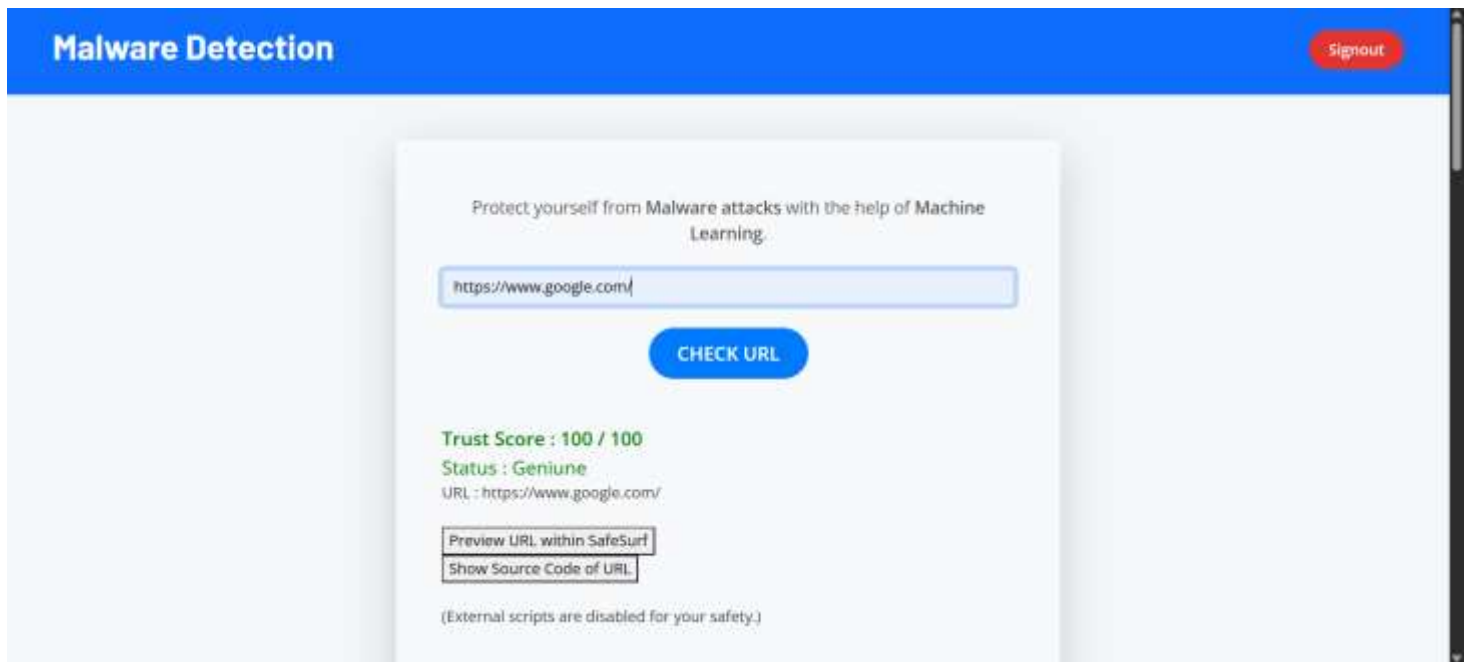 Malware Detection
Signout
Protect yourself from Malware attacks with the help of Machine
Learning.
https://www.google.com/
CHECK URL
Trust Score : 100 / 100
Status : Geniune
URL : https://www.google.com/
Preview URL within SafeSurf
Show Source Code of URL
(External scripts are disabled for your safety.)